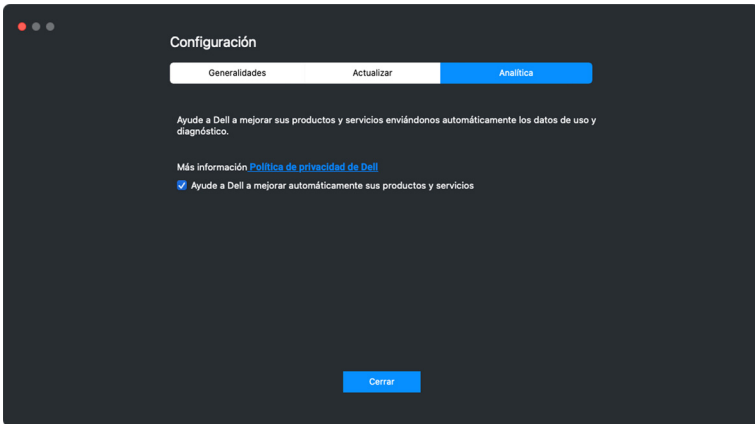 Configuración
Generalidades
Actualizar
Analítica
Ayude a Dell a mejorar sus productos y servicios enviándonos automáticamente los datos de uso y
diagnóstico.
Más información Política de privacidad de Dell
Ayude a Dell a mejorar automáticamente sus productos y servicios
Cerrar